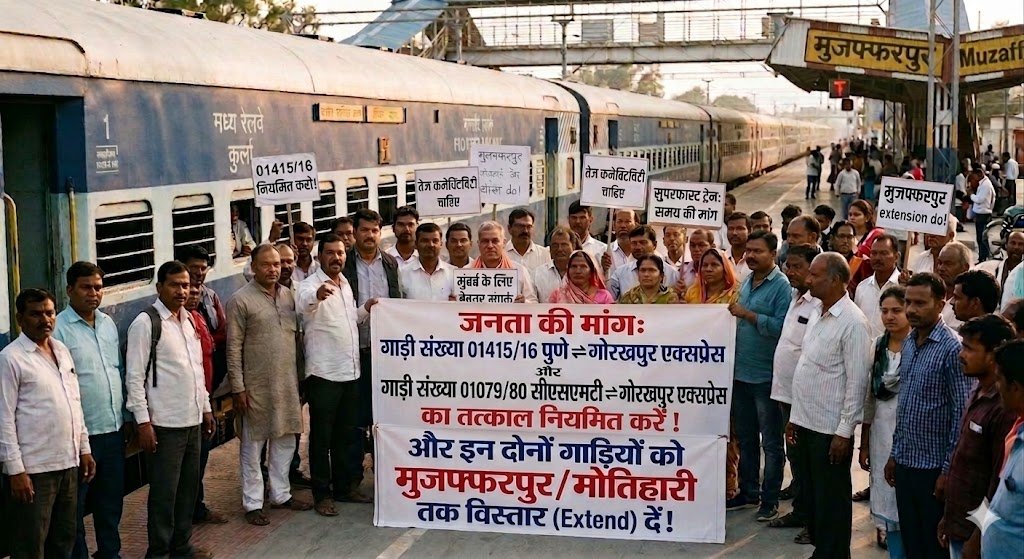 मुजफ्फरपुर
Muzaff
मध्य रेलवे
कुर्ला
1
01415/16
नियमित करो!
तेज कनेक्टिविटी
चाहिए
तेज कनेक्टिविटी
चाहिए
सुपरफास्ट ट्रेन:
समय की मांग
मुजफ्फरपुर
extension do!
मुंबई के लिए
जनता की मांग:
गाड़ी संख्या 01415/16 पुणे ⇌ गोरखपुर एक्सप्रेस
और
गाड़ी संख्या 01079/80 सीएसएमटी ⇌ गोरखपुर एक्सप्रेस
का तत्काल नियमित करें !
और इन दोनों गाड़ियों को
मुजफ्फरपुर/मोतिहारी
तक विस्तार (Extend) दें!